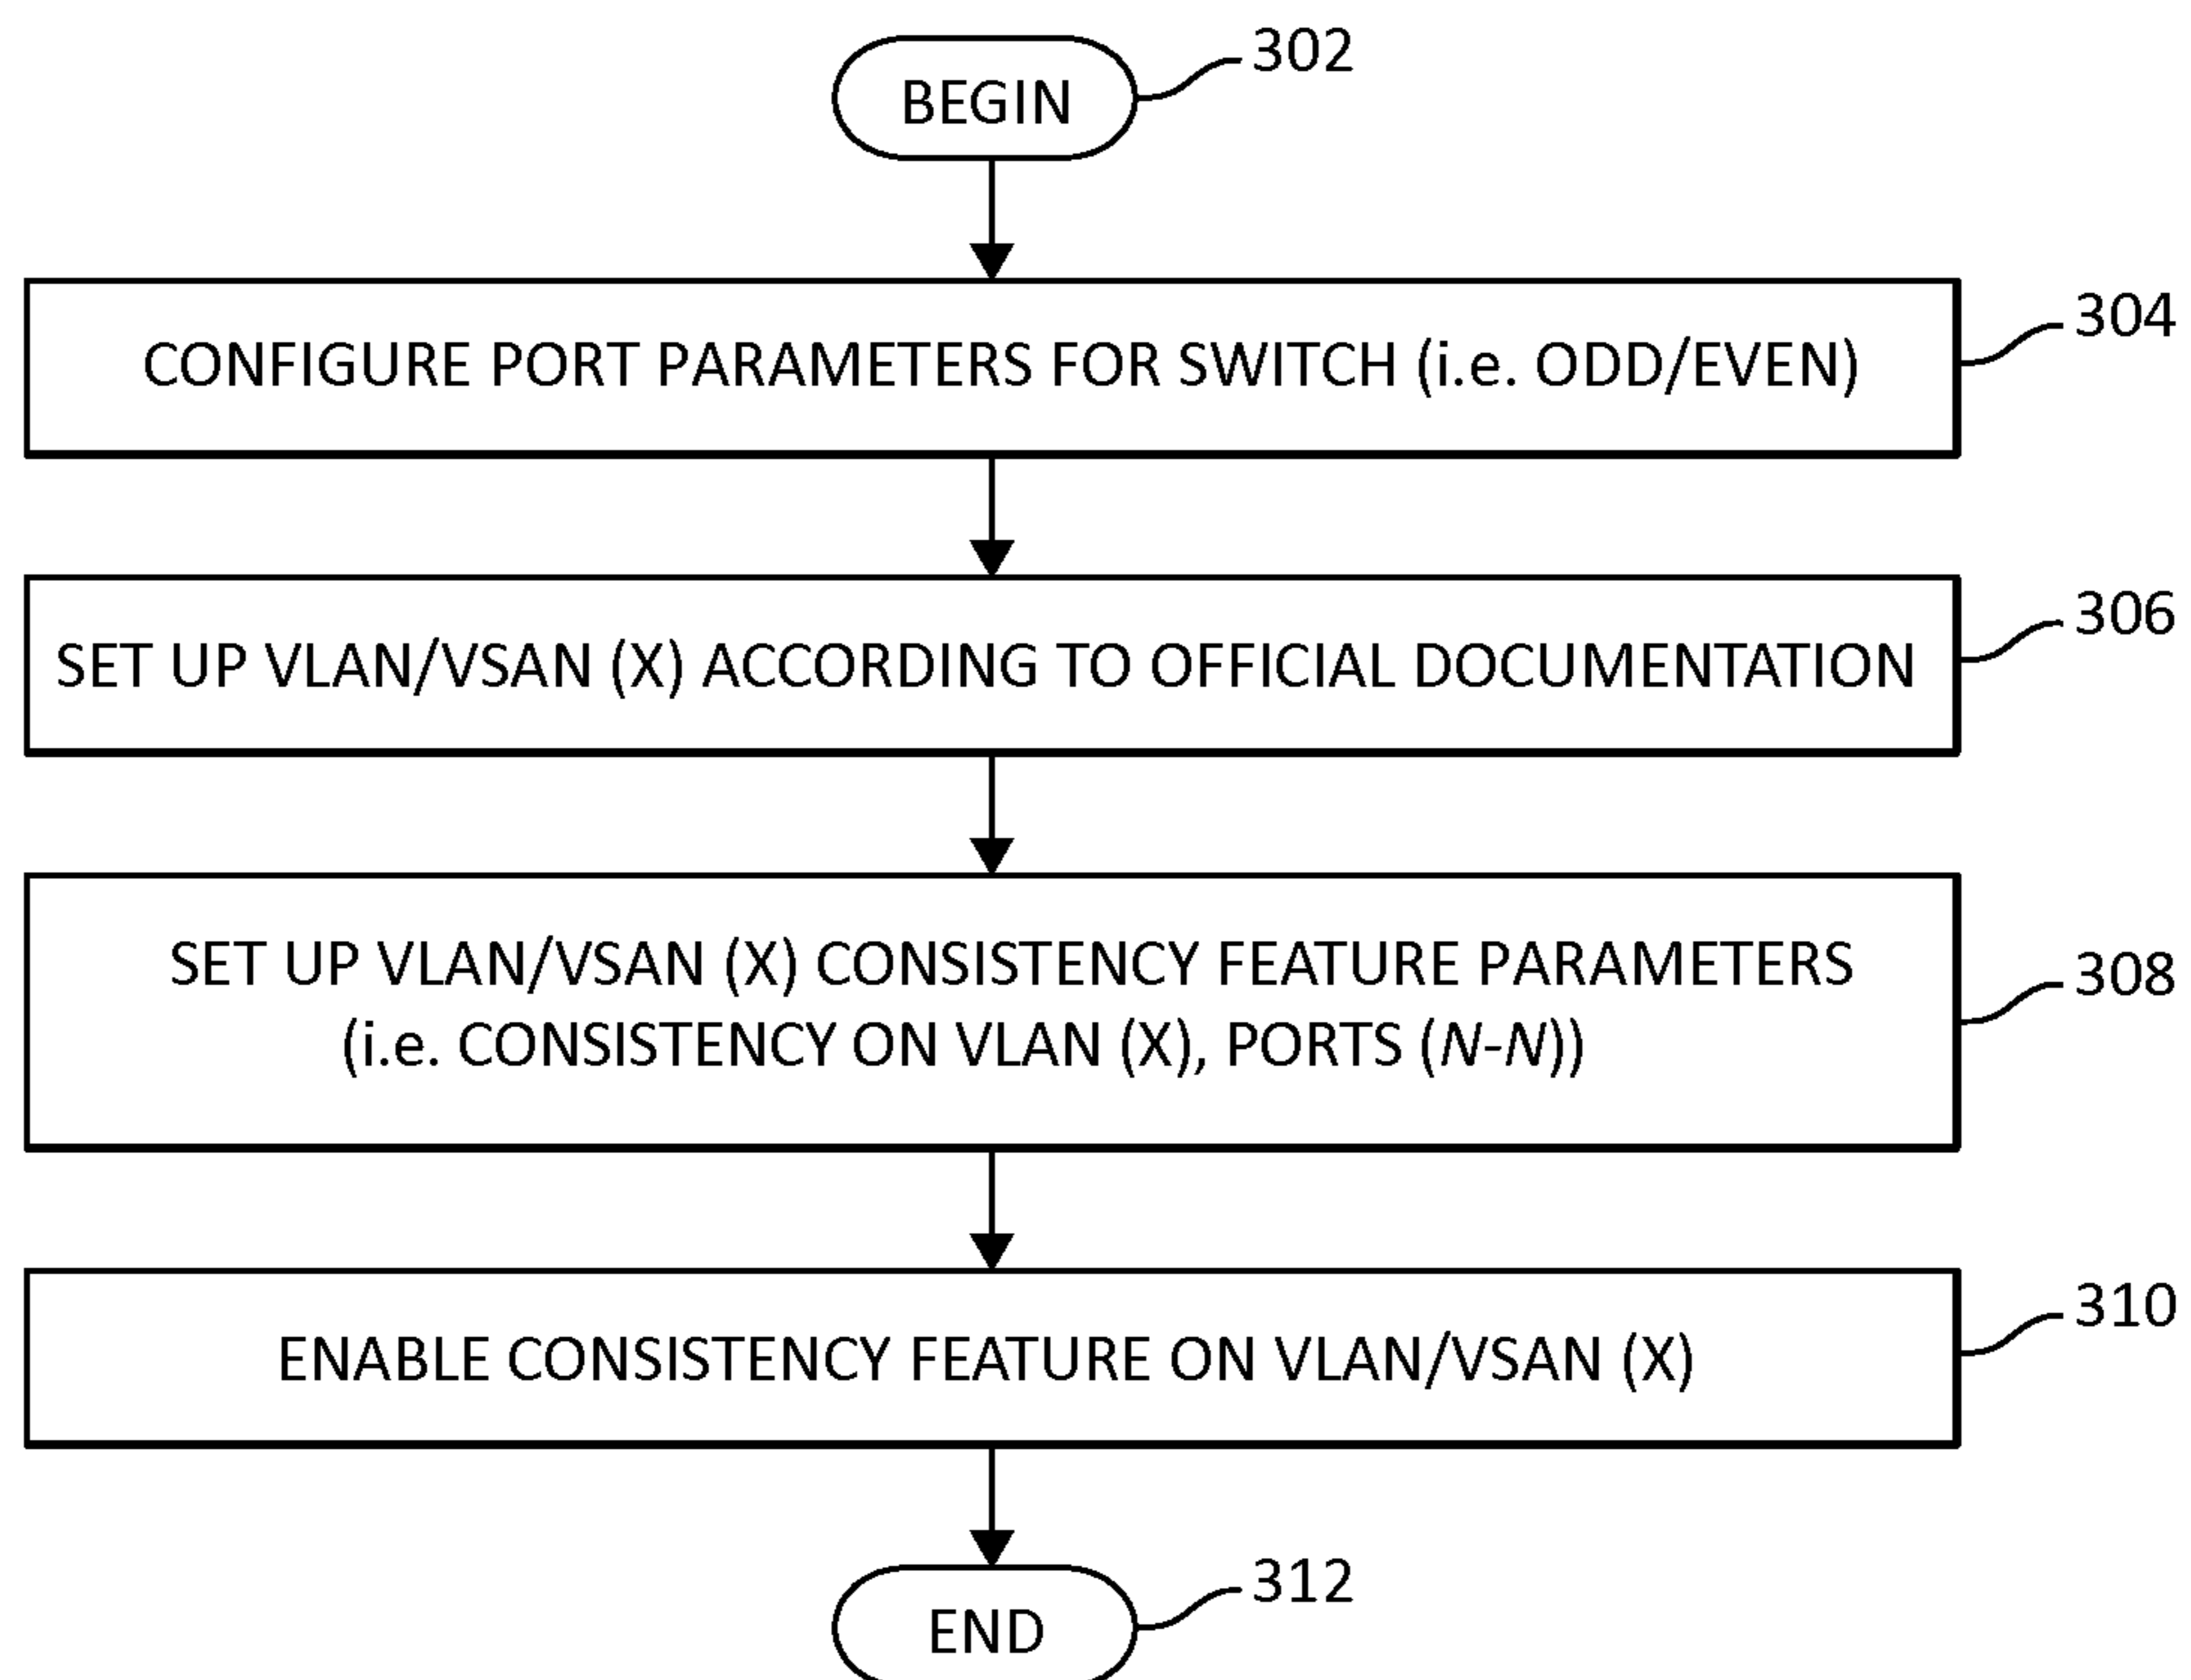 BEGIN
302
304
CONFIGURE PORT PARAMETERS FOR SWITCH (i.e. ODD/EVEN)
306
SET UP VLAN/VSAN (X) ACCORDING TO OFFICIAL DOCUMENTATION
308
SET UP VLAN/VSAN (X) CONSISTENCY FEATURE PARAMETERS
(i.e. CONSISTENCY ON VLAN (X), PORTS (N-N))
310
ENABLE CONSISTENCY FEATURE ON VLAN/VSAN (X)
312
END